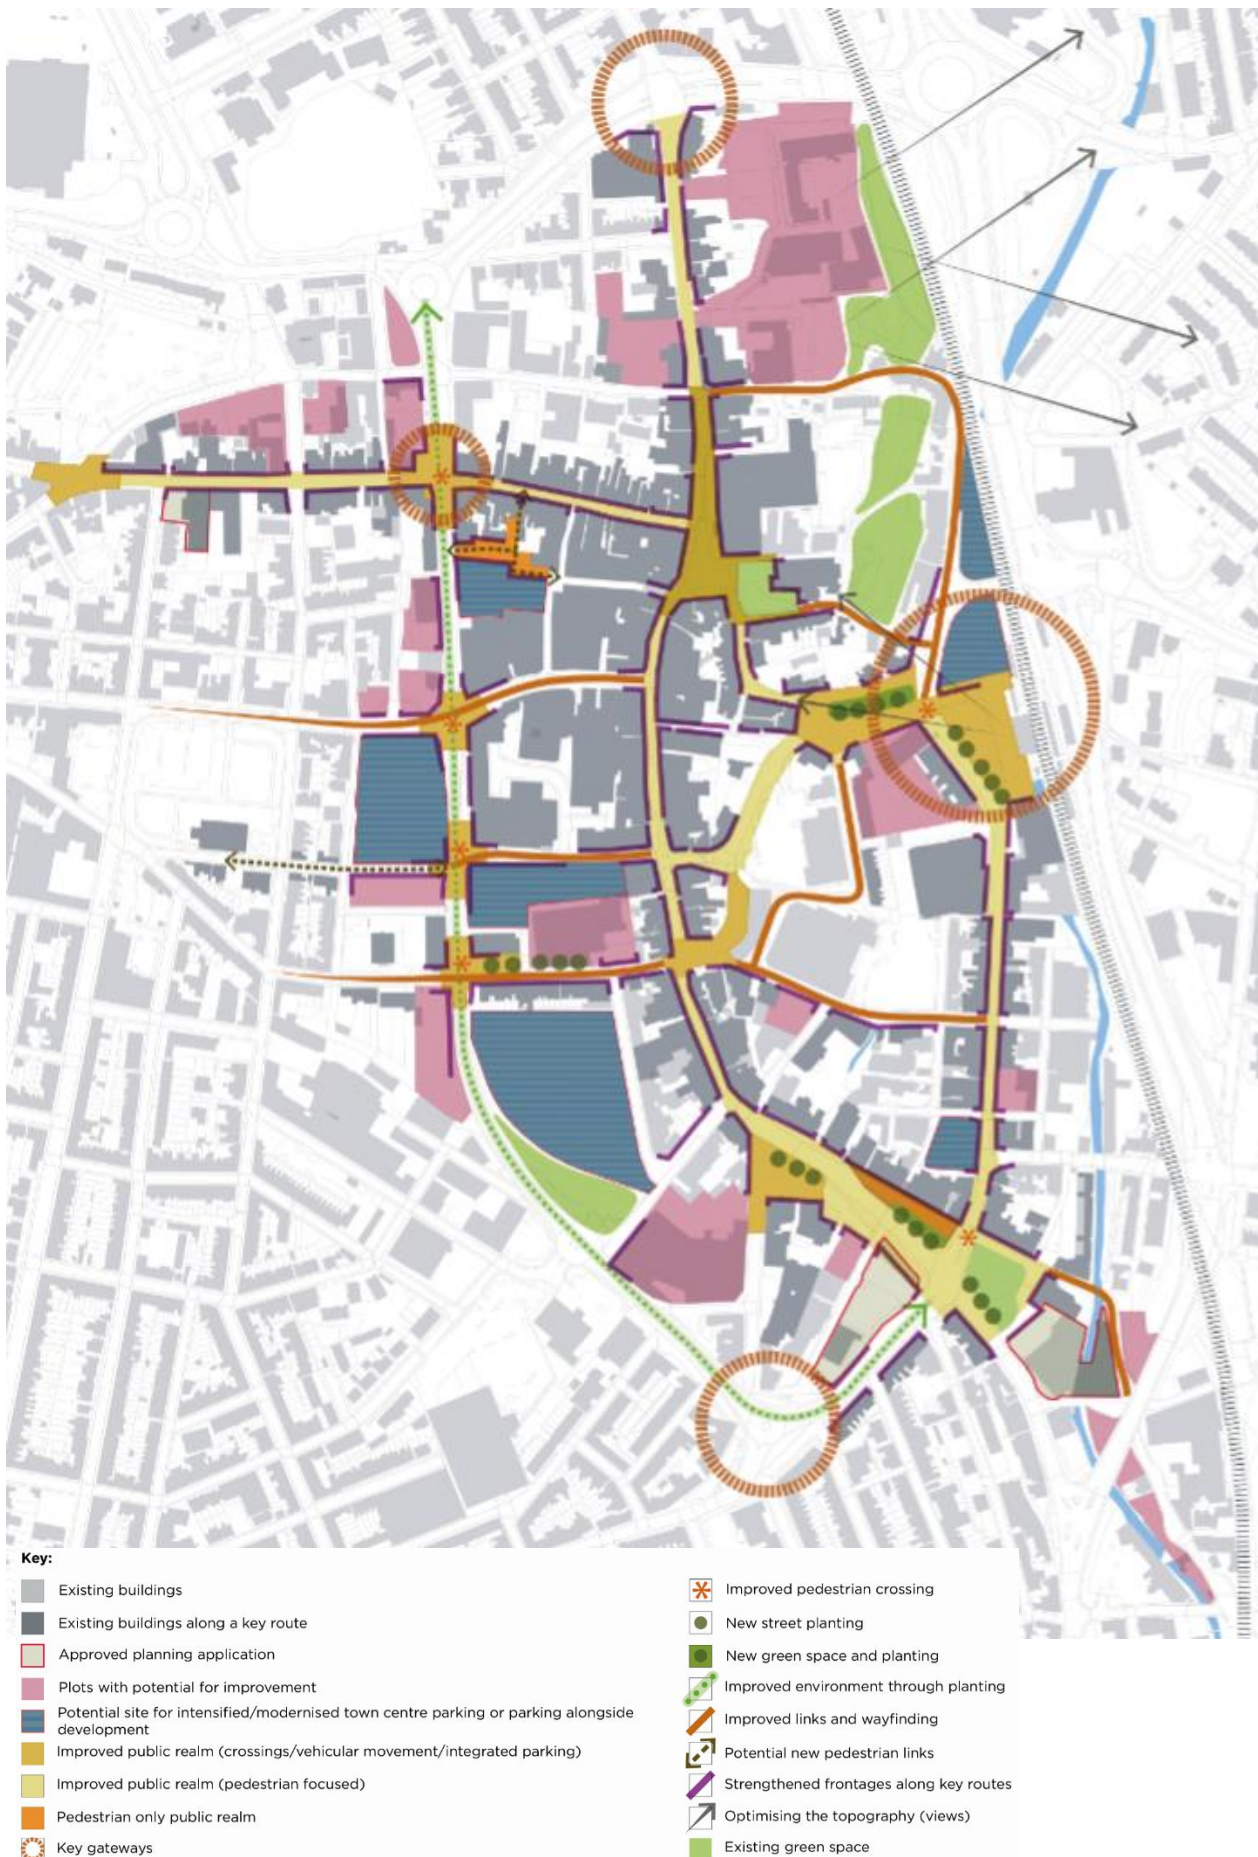 Key:
Existing buildings
Existing buildings along a key route
Approved planning application
Plots with potential for improvement
Potential site for intensified/modernised town centre parking or parking alongside
development
Improved public realm (crossings/vehicular movement/integrated parking)
Improved public realm (pedestrian focused)
Pedestrian only public realm
Key gateways
Improved pedestrian crossing
New street planting
New green space and planting
Improved environment through planting
Improved links and wayfinding
Potential new pedestrian links
Strengthened frontages along key routes
Optimising the topography (views)
Existing green space